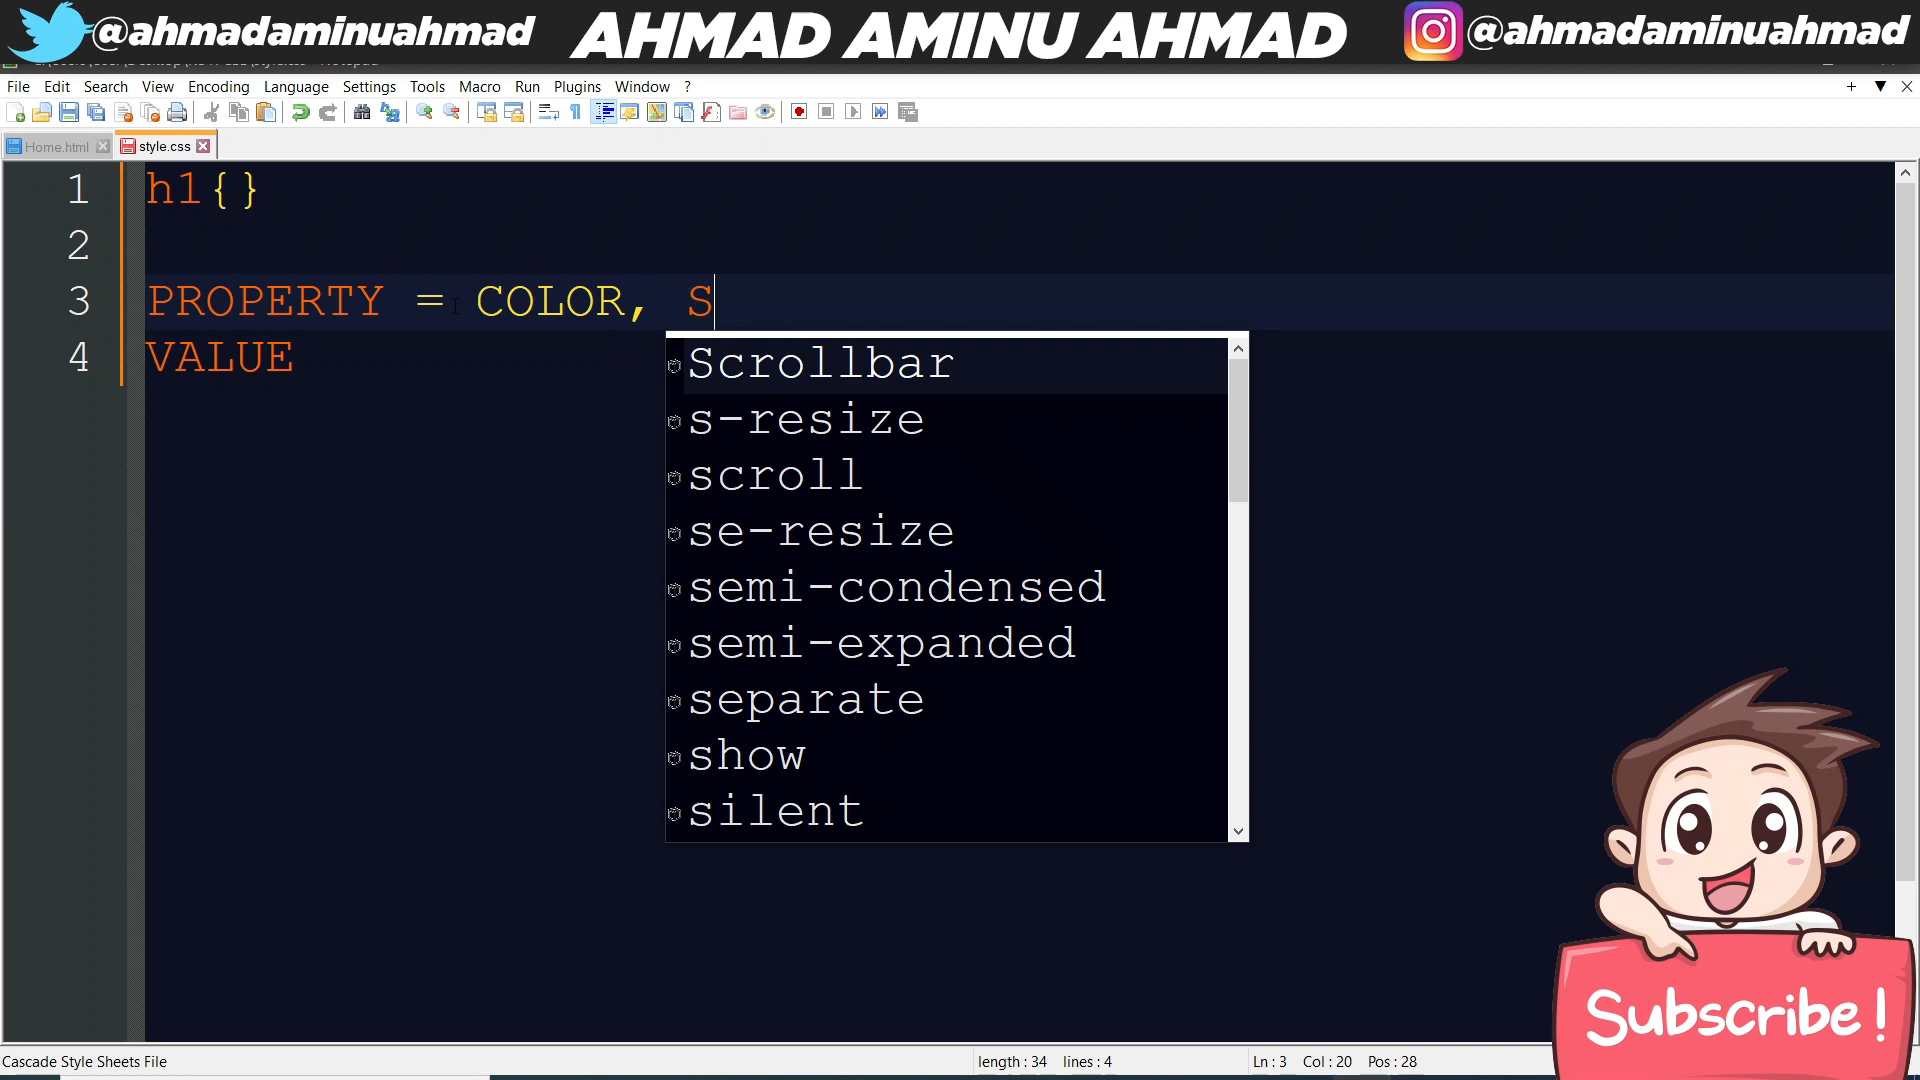 @ahmadaminuahmad AHMAD AMINU AHMAD @ahmadaminuahmad
File Edit Search View Encoding Language Settings Tools Macro Run Plugins Window ?
Home.html style.css
1 h1{}
2
3 PROPERTY = COLOR, S
4 VALUE
Scrollbar
s-resize
scroll
se-resize
semi-condensed
semi-expanded
separate
show
silent
Subscribe!
Cascade Style Sheets File length : 34 lines : 4 Ln : 3 Col : 20 Pos : 28